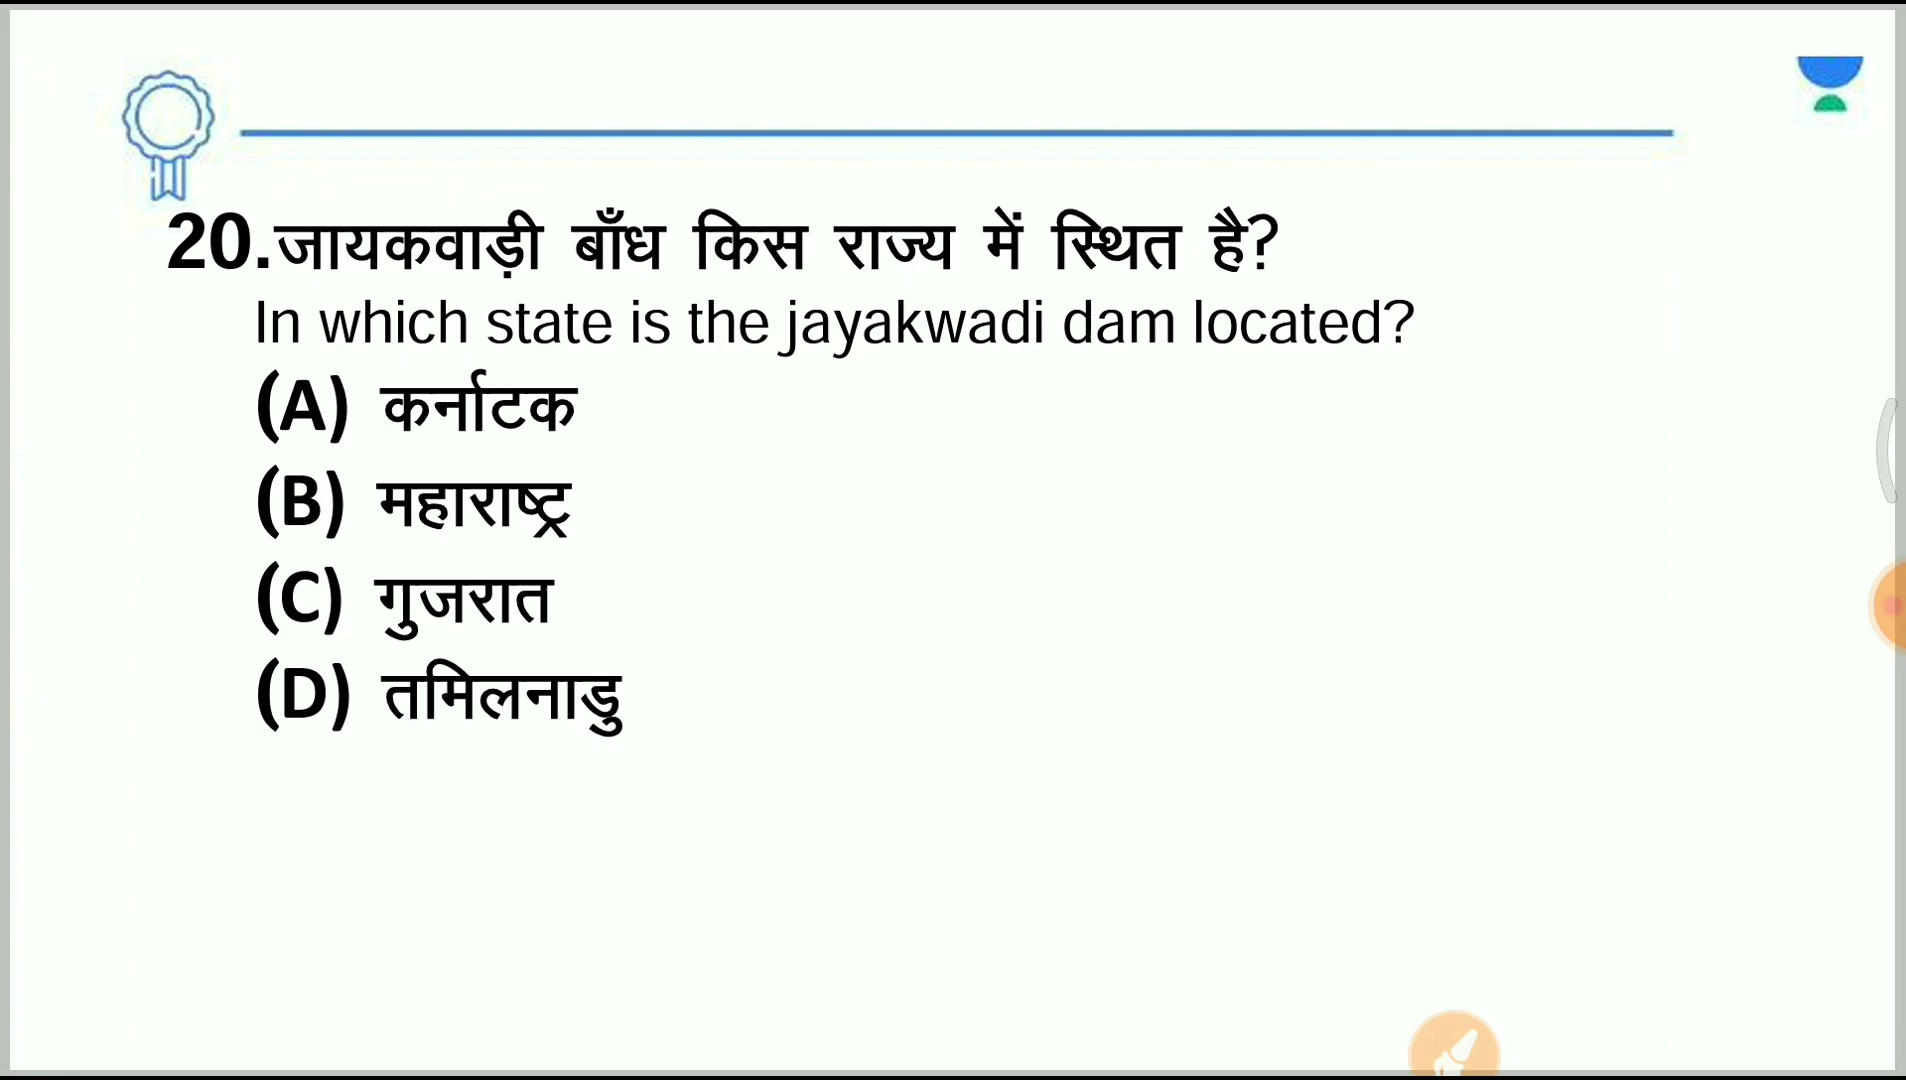 20.जायकवाड़ी बाँध किस राज्य में स्थित है?
In which state is the jayakwadi dam located?
(A) कर्नाटक
(B) महाराष्ट्र
(C) गुजरात
(D) तमिलनाडु